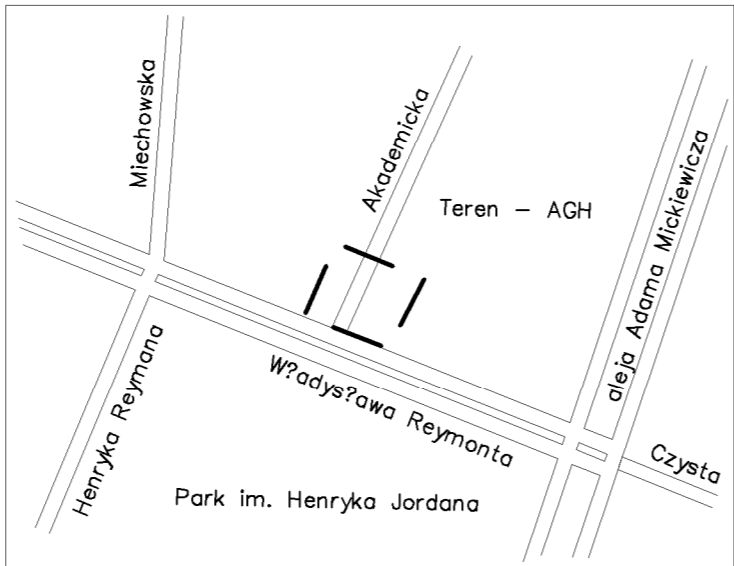 Miechowska
Akademicka
Teren – AGH
aleja Adama Mickiewicza
Henryka Reymana
W?adys?awa Reymonta
Czysta
Park im. Henryka Jordana